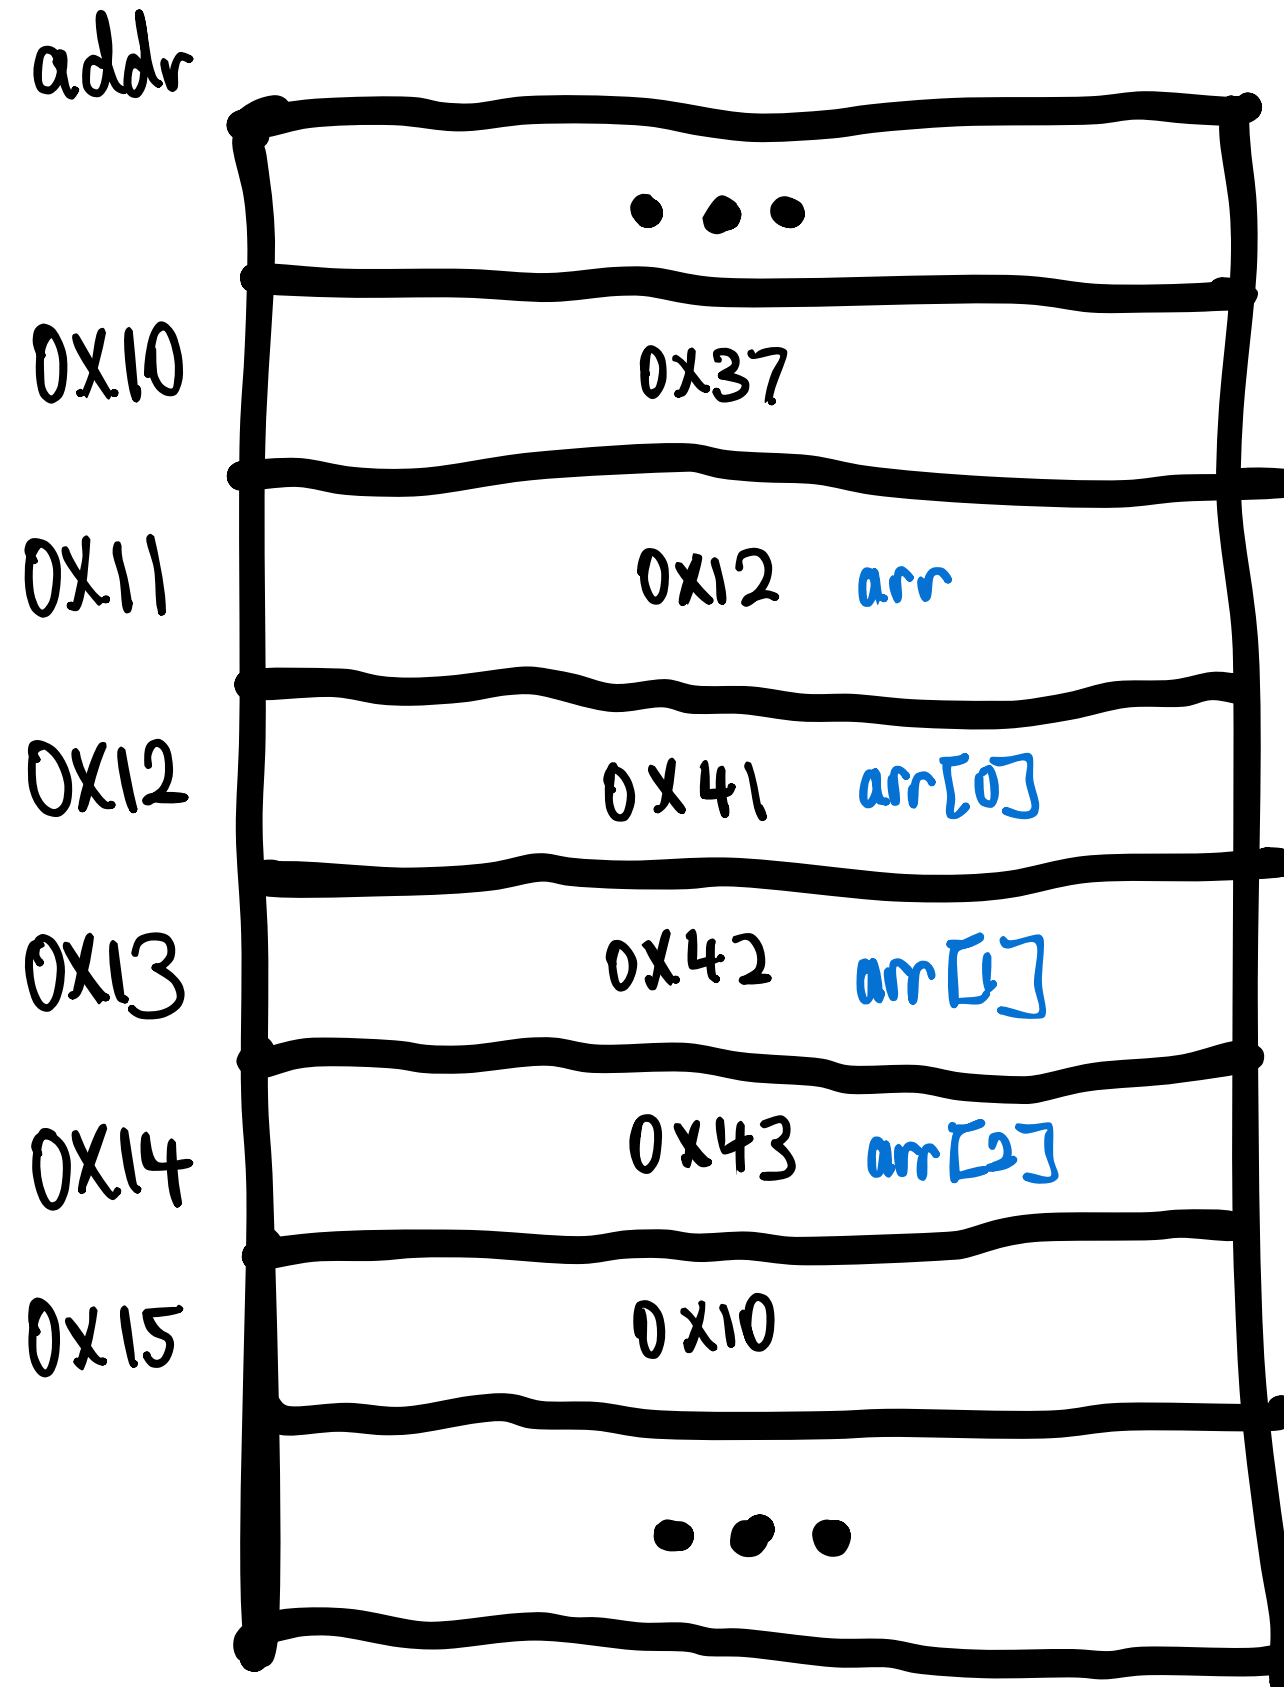 addr
...
0x10 0x37
0x11 0x12 arr
0x12 0x41 arr[0]
0x13 0x42 arr[1]
0x14 0x43 arr[2]
0x15 0x10
...